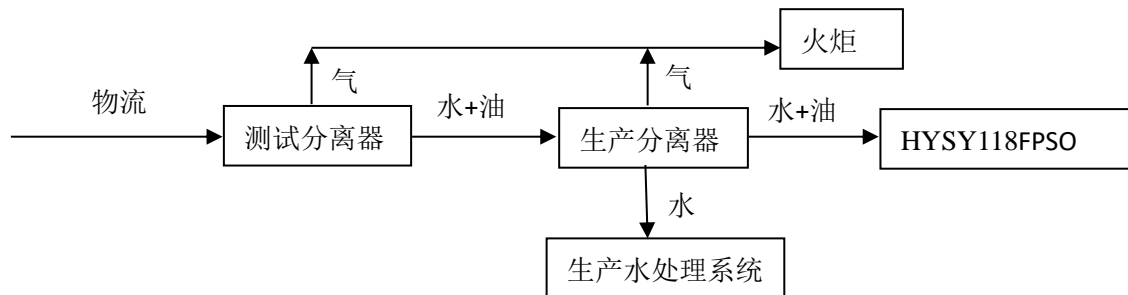 火炬
气
气
物流
水+油
水+油
测试分离器
生产分离器
HYSY118FPSO
水
生产水处理系统